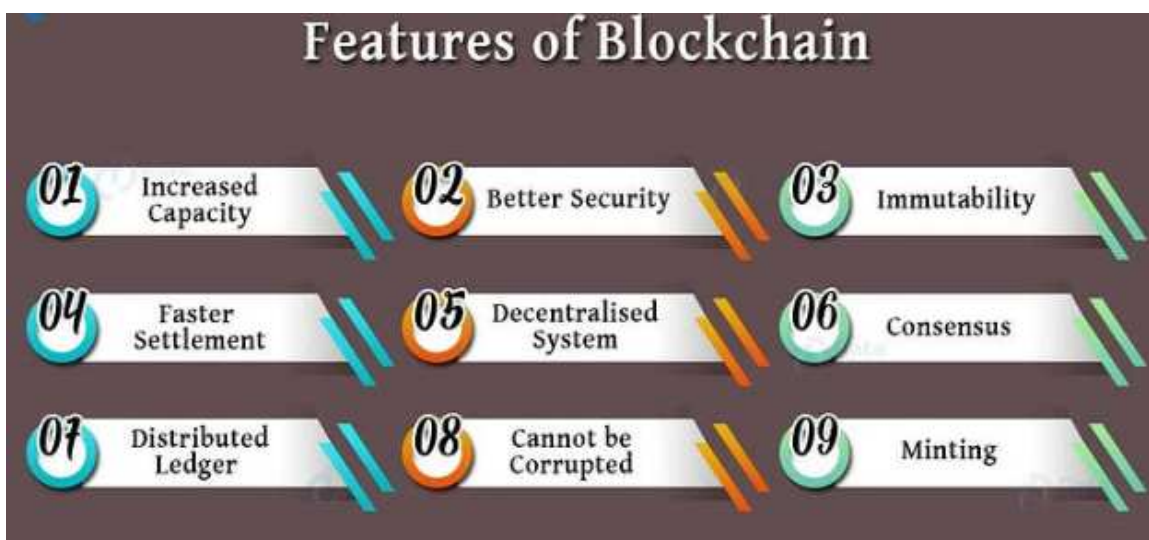 Features of Blockchain
01
Increased
Capacity
02
Better Security
03
Immutability
04
Faster
Settlement
05
Decentralised
System
06
Consensus
07
Distributed
Ledger
08
Cannot be
Corrupted
09
Minting